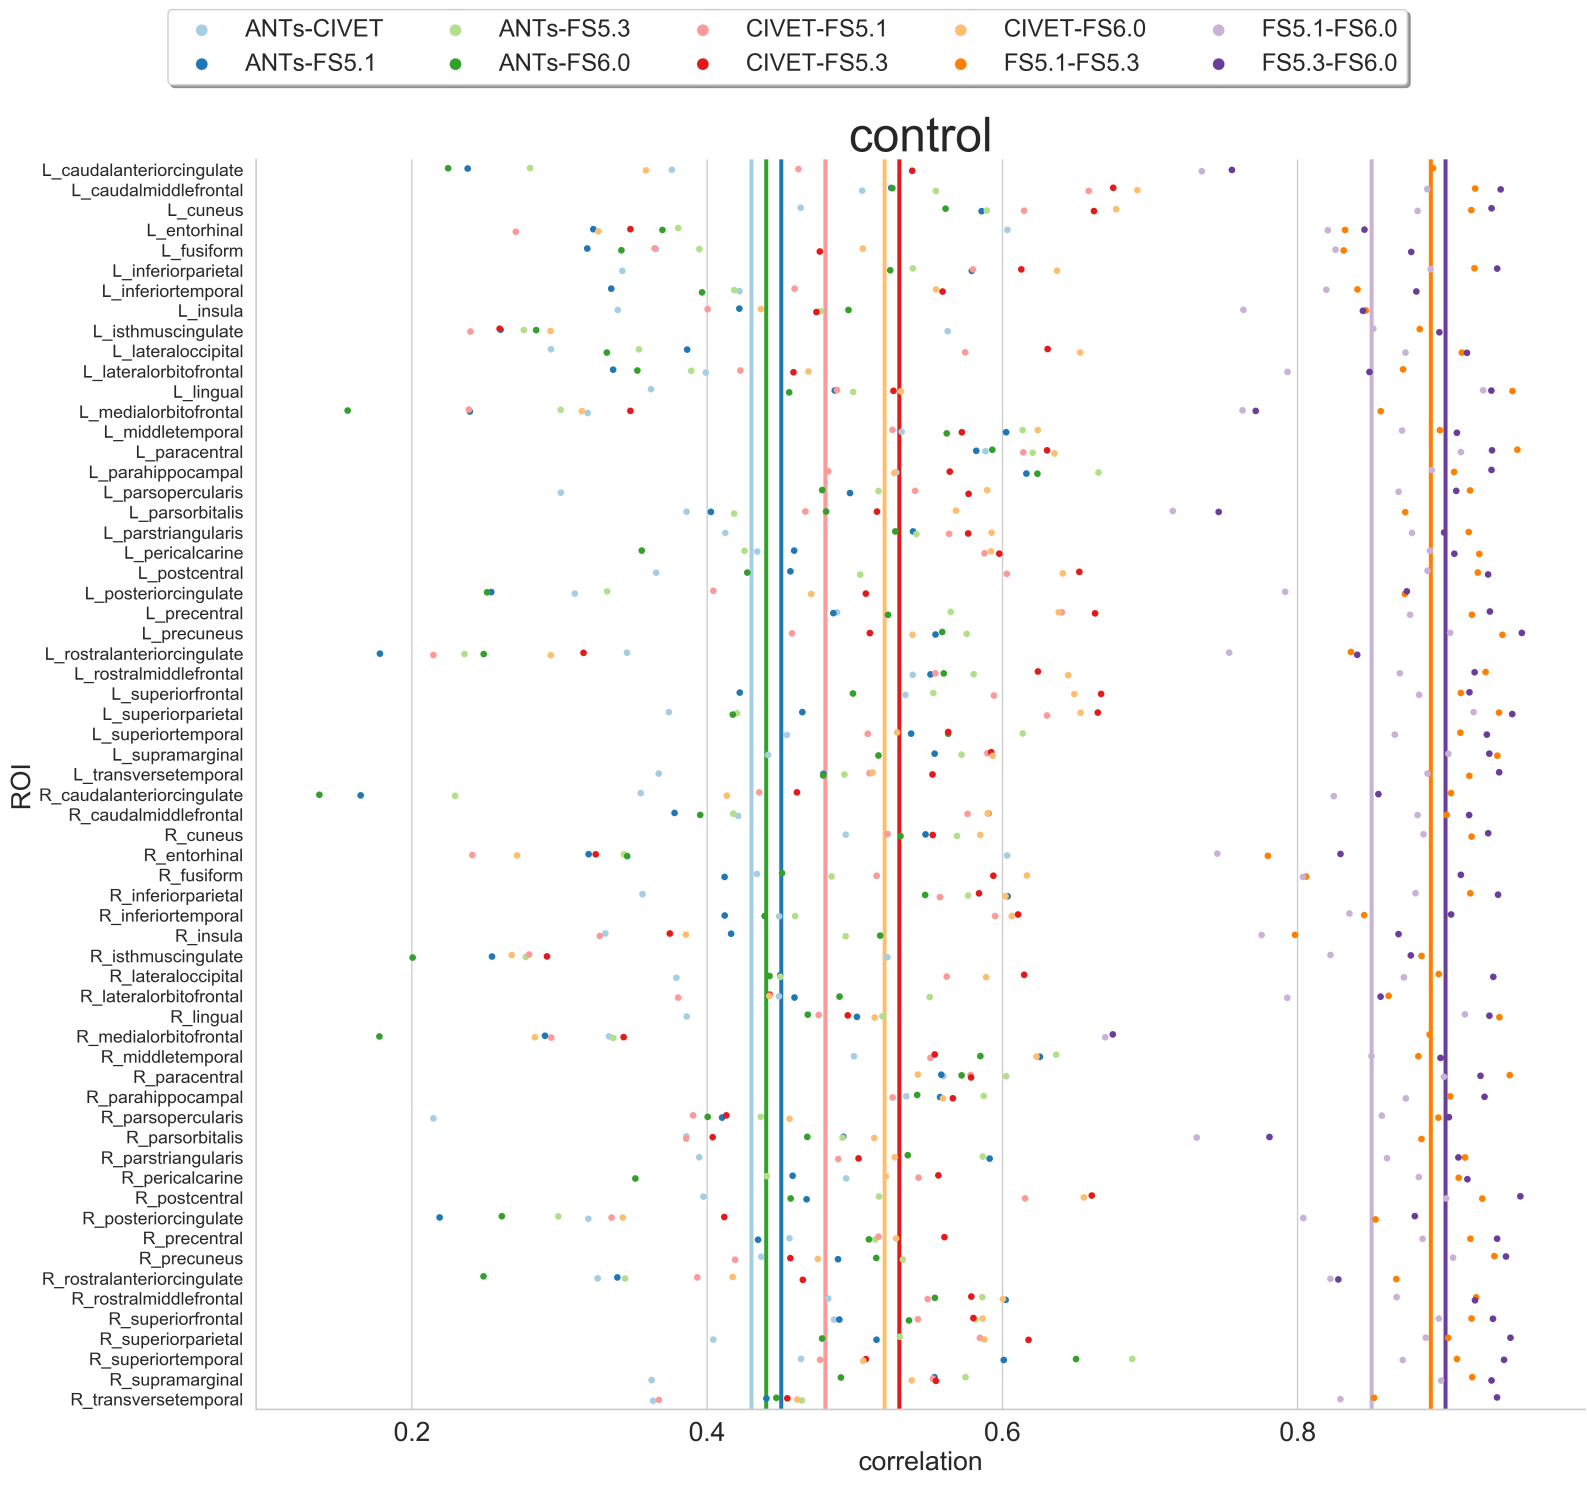 ANTs-CIVET ANTs-FS5.3 CIVET-FS5.1 CIVET-FS6.0 FS5.1-FS6.0
ANTs-FS5.1 ANTs-FS6.0 CIVET-FS5.3 FS5.1-FS5.3 FS5.3-FS6.0
control
L_caudalanteriorcingulate
L_caudalmiddlefrontal
L_cuneus
L_entorhinal
L_fusiform
L_inferiorparietal
L_inferiortemporal
L_insula
L_isthmuscingulate
L_lateraloccipital
L_lateralorbitofrontal
L_lingual
L_medialorbitofrontal
L_middletemporal
L_paracentral
L_parahippocampal
L_parsopercularis
L_parsorbitalis
L_parstriangularis
L_pericalcarine
L_postcentral
L_posteriorcingulate
L_precentral
L_precuneus
L_rostralanteriorcingulate
L_rostralmiddlefrontal
L_superiorfrontal
L_superiorparietal
L_superiortemporal
L_supramarginal
L_transversetemporal
R_caudalanteriorcingulate
R_caudalmiddlefrontal
R_cuneus
R_entorhinal
R_fusiform
R_inferiorparietal
R_inferiortemporal
R_insula
R_isthmuscingulate
R_lateraloccipital
R_lateralorbitofrontal
R_lingual
R_medialorbitofrontal
R_middletemporal
R_paracentral
R_parahippocampal
R_parsopercularis
R_parsorbitalis
R_parstriangularis
R_pericalcarine
R_postcentral
R_posteriorcingulate
R_precentral
R_precuneus
R_rostralanteriorcingulate
R_rostralmiddlefrontal
R_superiorfrontal
R_superiorparietal
R_superiortemporal
R_supramarginal
R_transversetemporal
ROI
0.2 0.4 0.6 0.8
correlation